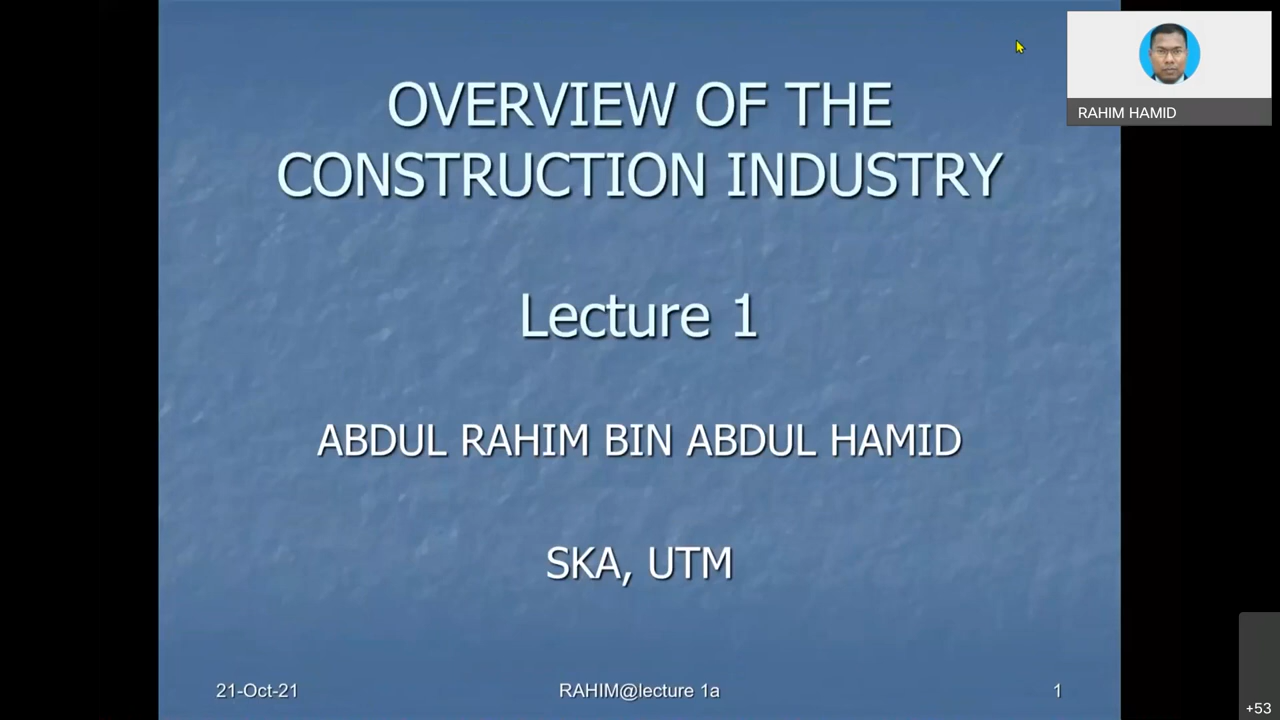 OVERVIEW OF THE
CONSTRUCTION INDUSTRY
Lecture 1
ABDUL RAHIM BIN ABDUL HAMID
SKA, UTM
21-Oct-21
RAHIM@lecture 1a
1
RAHIM HAMID
+53